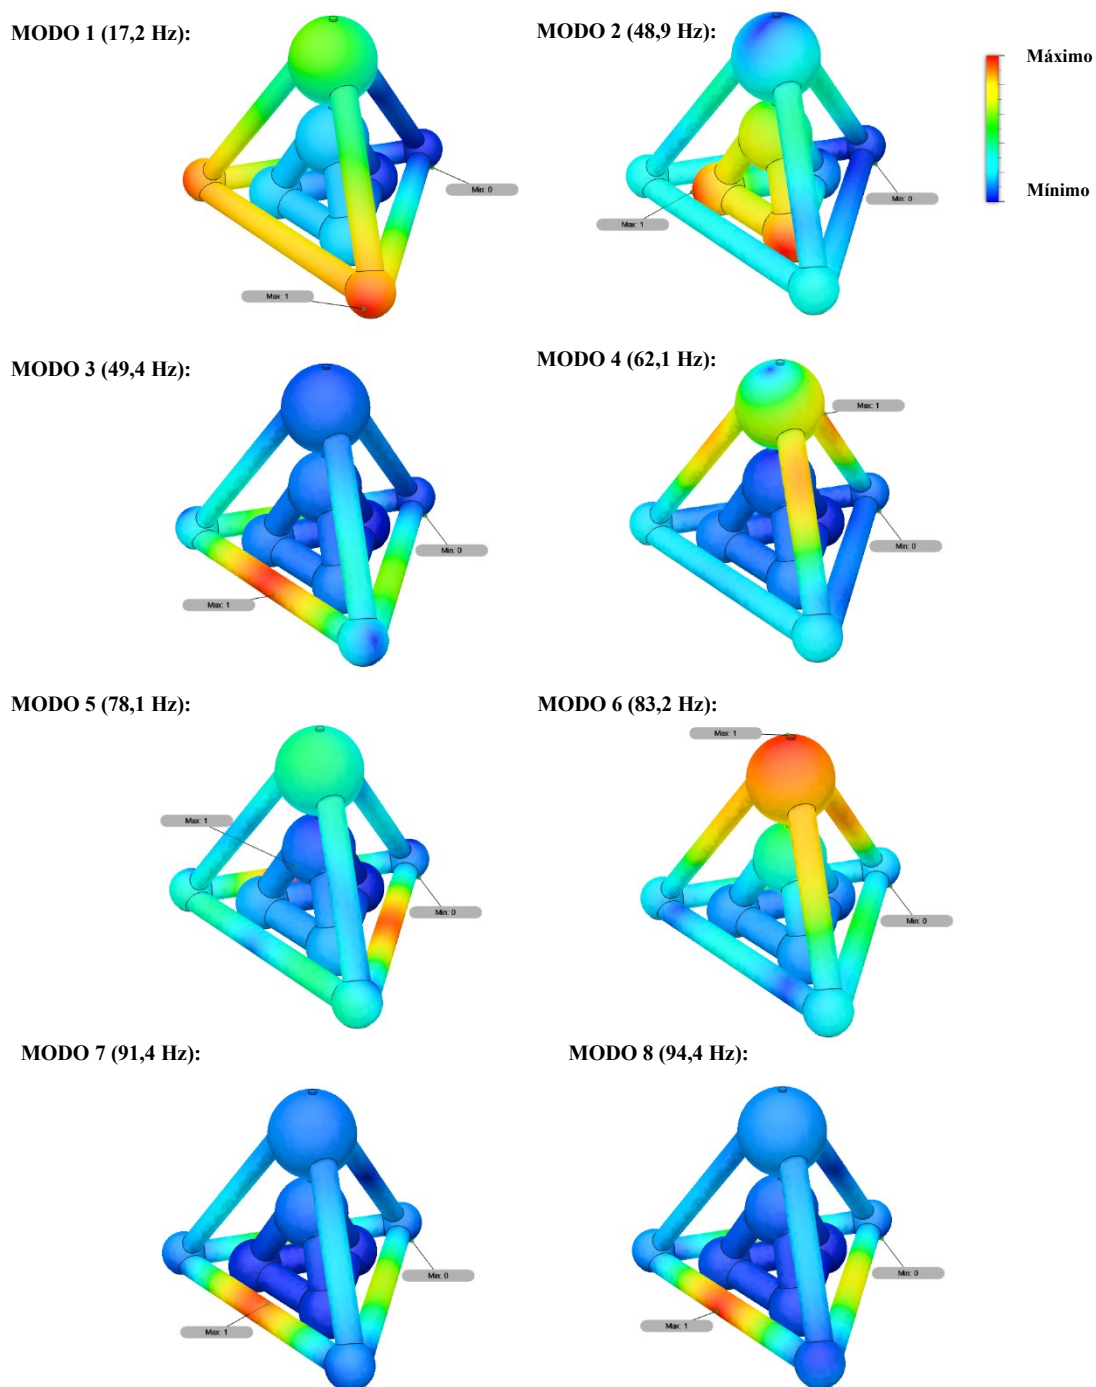 MODO 1 (17,2 Hz):
MODO 2 (48,9 Hz):
Máximo
Mínimo
Min: 0
Max: 1
Min: 0
Max: 1
MODO 3 (49,4 Hz):
MODO 4 (62,1 Hz):
Max: 1
Min: 0
Min: 0
Max: 1
MODO 5 (78,1 Hz):
MODO 6 (83,2 Hz):
Max: 1
Max: 1
Min: 0
Min: 0
MODO 7 (91,4 Hz):
MODO 8 (94,4 Hz):
Min: 0
Min: 0
Max: 1
Max: 1